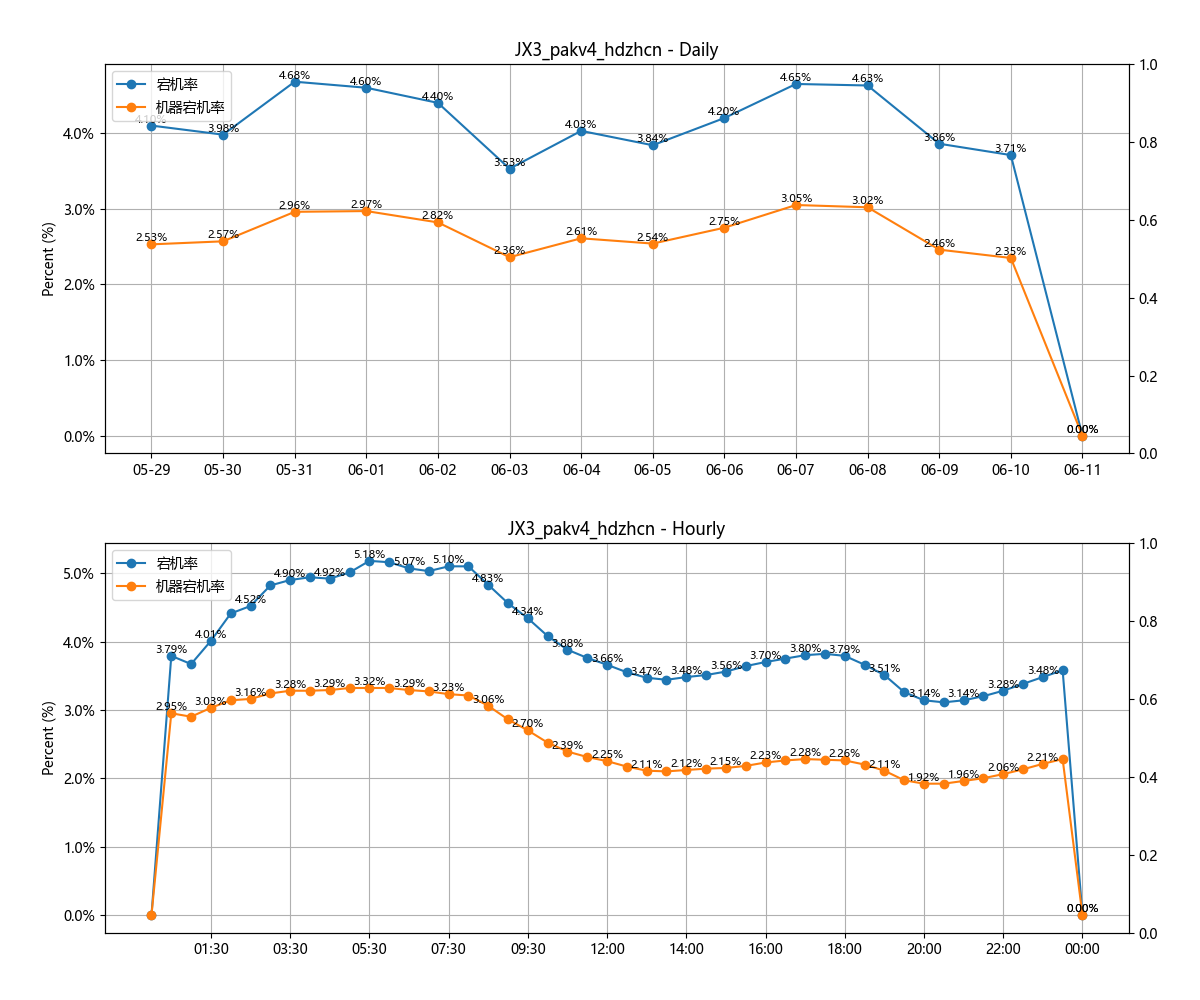 JX3_pakv4_hdzhcn - Daily
宕机率
机器宕机率
Percent (%)
4.0%
3.0%
2.0%
1.0%
0.0%
1.0
0.8
0.6
0.4
0.2
0.0
4.10% 3.98% 4.68% 4.60% 4.40% 3.53% 4.03% 3.84% 4.20% 4.65% 4.63% 3.86% 3.71% 0.00%
2.53% 2.57% 2.96% 2.97% 2.82% 2.36% 2.61% 2.54% 2.75% 3.05% 3.02% 2.46% 2.35% 0.00%
05-29 05-30 05-31 06-01 06-02 06-03 06-04 06-05 06-06 06-07 06-08 06-09 06-10 06-11
JX3_pakv4_hdzhcn - Hourly
宕机率
机器宕机率
Percent (%)
5.0%
4.0%
3.0%
2.0%
1.0%
0.0%
1.0
0.8
0.6
0.4
0.2
0.0
3.79% 4.01% 4.52% 4.90% 4.92% 5.18% 5.07% 5.10% 4.83% 4.34% 3.88% 3.66% 3.47% 3.48% 3.56% 3.70% 3.80% 3.79% 3.51% 3.14% 3.14% 3.28% 3.48% 0.00%
2.95% 3.03% 3.16% 3.28% 3.29% 3.32% 3.29% 3.23% 3.06% 2.70% 2.39% 2.25% 2.11% 2.12% 2.15% 2.23% 2.28% 2.26% 2.11% 1.92% 1.96% 2.06% 2.21% 0.00%
01:30 03:30 05:30 07:30 09:30 12:00 14:00 16:00 18:00 20:00 22:00 00:00